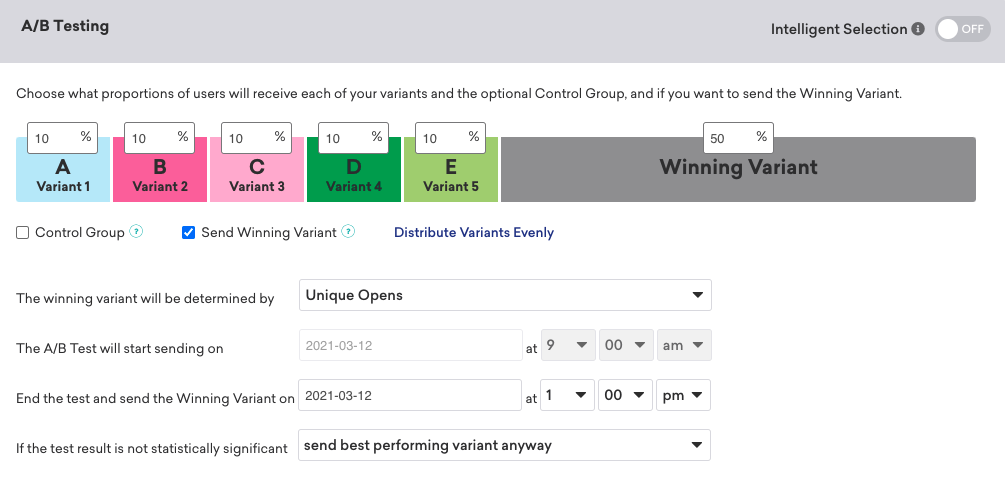 A/B Testing
Intelligent Selection OFF
Choose what proportions of users will receive each of your variants and the optional Control Group, and if you want to send the Winning Variant.
10 % 10 % 10 % 10 % 10 % 50 %
A B C D E Winning Variant
Variant 1 Variant 2 Variant 3 Variant 4 Variant 5
Control Group ? Send Winning Variant ? Distribute Variants Evenly
The winning variant will be determined by Unique Opens
The A/B Test will start sending on 2021-03-12 at 9 00 am
End the test and send the Winning Variant on 2021-03-12 at 1 00 pm
If the test result is not statistically significant send best performing variant anyway